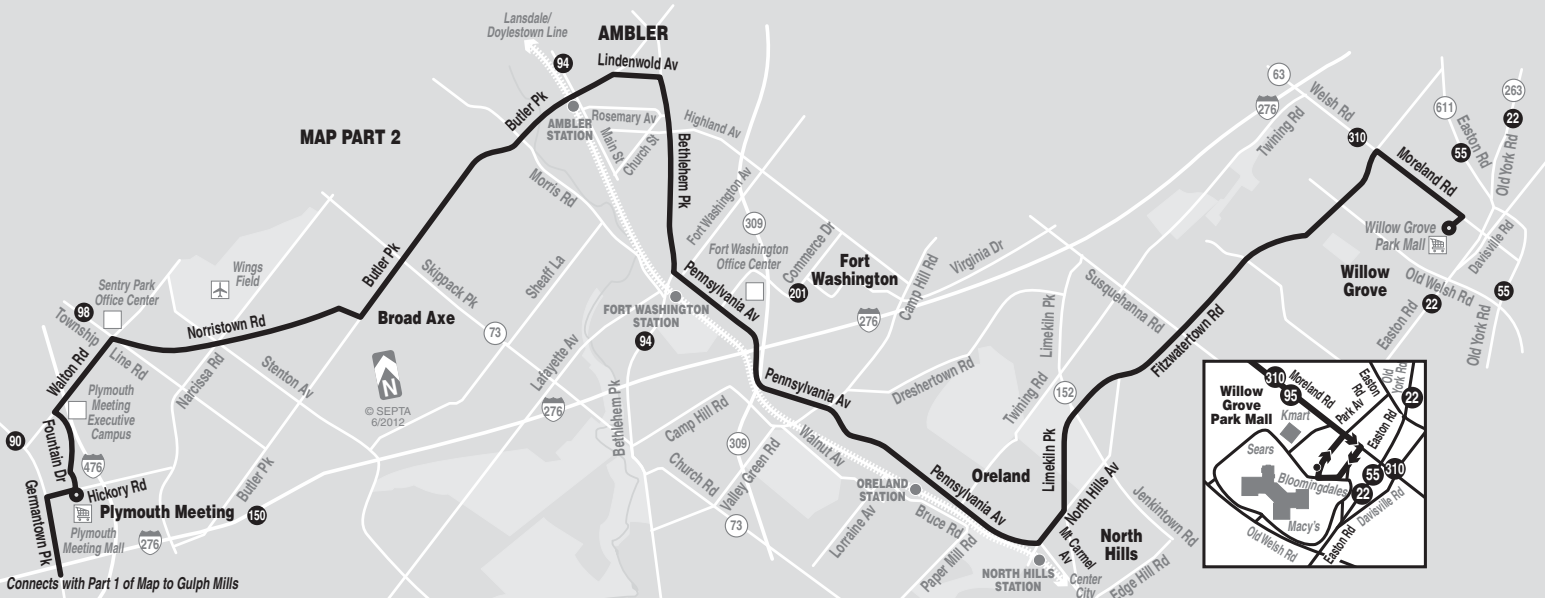 Lansdale/
Doylestown Line
AMBLER
94
Lindenwold Av
Butler Pk
AMBLER
STATION
Rosemary Av
Main St
Church St
Highland Av
MAP PART 2
Bethlehem Pk
Morris Rd
Fort Washington Av
309
Fort Washington
Office Center
Commerce Dr
201
Fort
Washington
Camp Hill Rd
Virginia Dr
276
63
276
Welsh Rd
Twining Rd
310
Moreland Rd
611
Easton Rd
55
263
22
Old York Rd
Willow Grove
Park Mall
Davisville Rd
Willow
Grove
Old Welsh Rd
22
55
Easton Rd
Old York Rd
Wings
Field
Sentry Park
Office Center
98
Township
Line Rd
Norristown Rd
Butler Pk
Broad Axe
Skippack Pk
Sheaff La
73
Pennsylvania Av
FORT WASHINGTON
STATION
94
Walton Rd
Narcissa Rd
Stenton Av
N
© SEPTA
6/2012
Lafayette Av
276
Bethlehem Pk
Pennsylvania Av
Dreshertown Rd
Limekiln Pk
Susquehanna Rd
Twining Rd
152
Fitzwatertown Rd
Plymouth
Meeting
Executive
Campus
90
Fountain Dr
476
Hickory Rd
Germantown Pk
Plymouth Meeting
150
Butler Pk
Plymouth
Meeting Mall
276
Connects with Part 1 of Map to Gulph Mills
Camp Hill Rd
309
Church Rd
Valley Green Rd
73
Walnut Av
ORELAND
STATION
Pennsylvania Av
Oreland
Limekiln Pk
Lorraine Av
Bruce Rd
Paper Mill Rd
North Hills Av
Mt Carmel
Av
North
Hills
Jenkintown Rd
NORTH HILLS
STATION
Center
City
Edge Hill Rd
310
95
Moreland Rd
Willow
Grove
Park Mall
Kmart
Park Av
Easton
Rd
Old
York Rd
22
Easton Rd
Sears
Bloomingdales
55
310
22
Macy's
Davisville Rd
Old Welsh Rd
Easton Rd